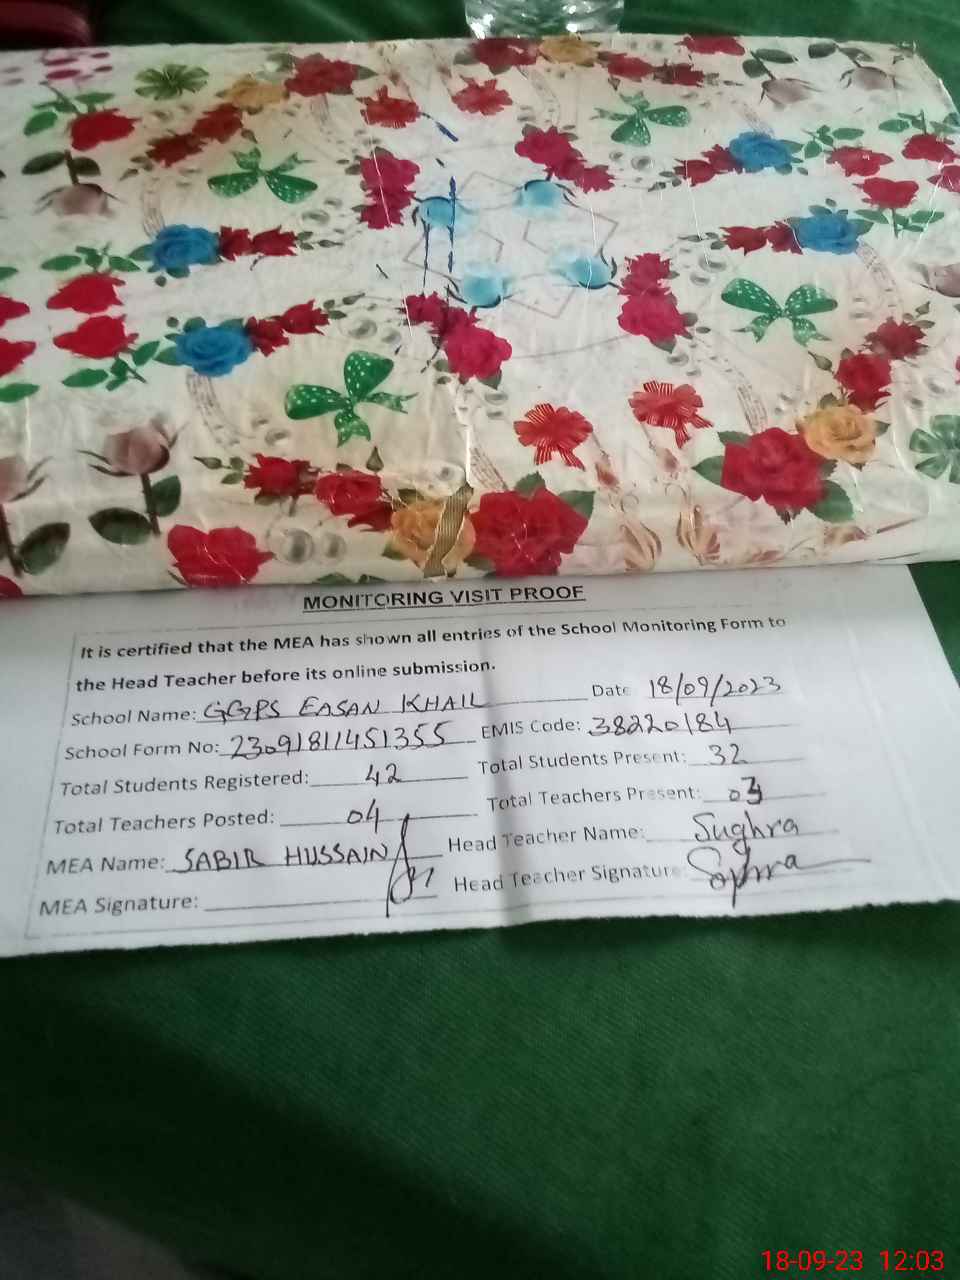 MONITORING VISIT PROOF
It is certified that the MEA has shown all entries of the School Monitoring Form to
the Head Teacher before its online submission.
School Name: GGPS EASAN KHAIL Date 18/09/2023
School Form No: 23091811451355 EMIS Code: 38220184
Total Students Registered: 42 Total Students Present: 32
Total Teachers Posted: 04 Total Teachers Present: 03
MEA Name: SABIR HUSSAIN Head Teacher Name: Sughra
MEA Signature: Head Teacher Signature:
18-09-23 12:03